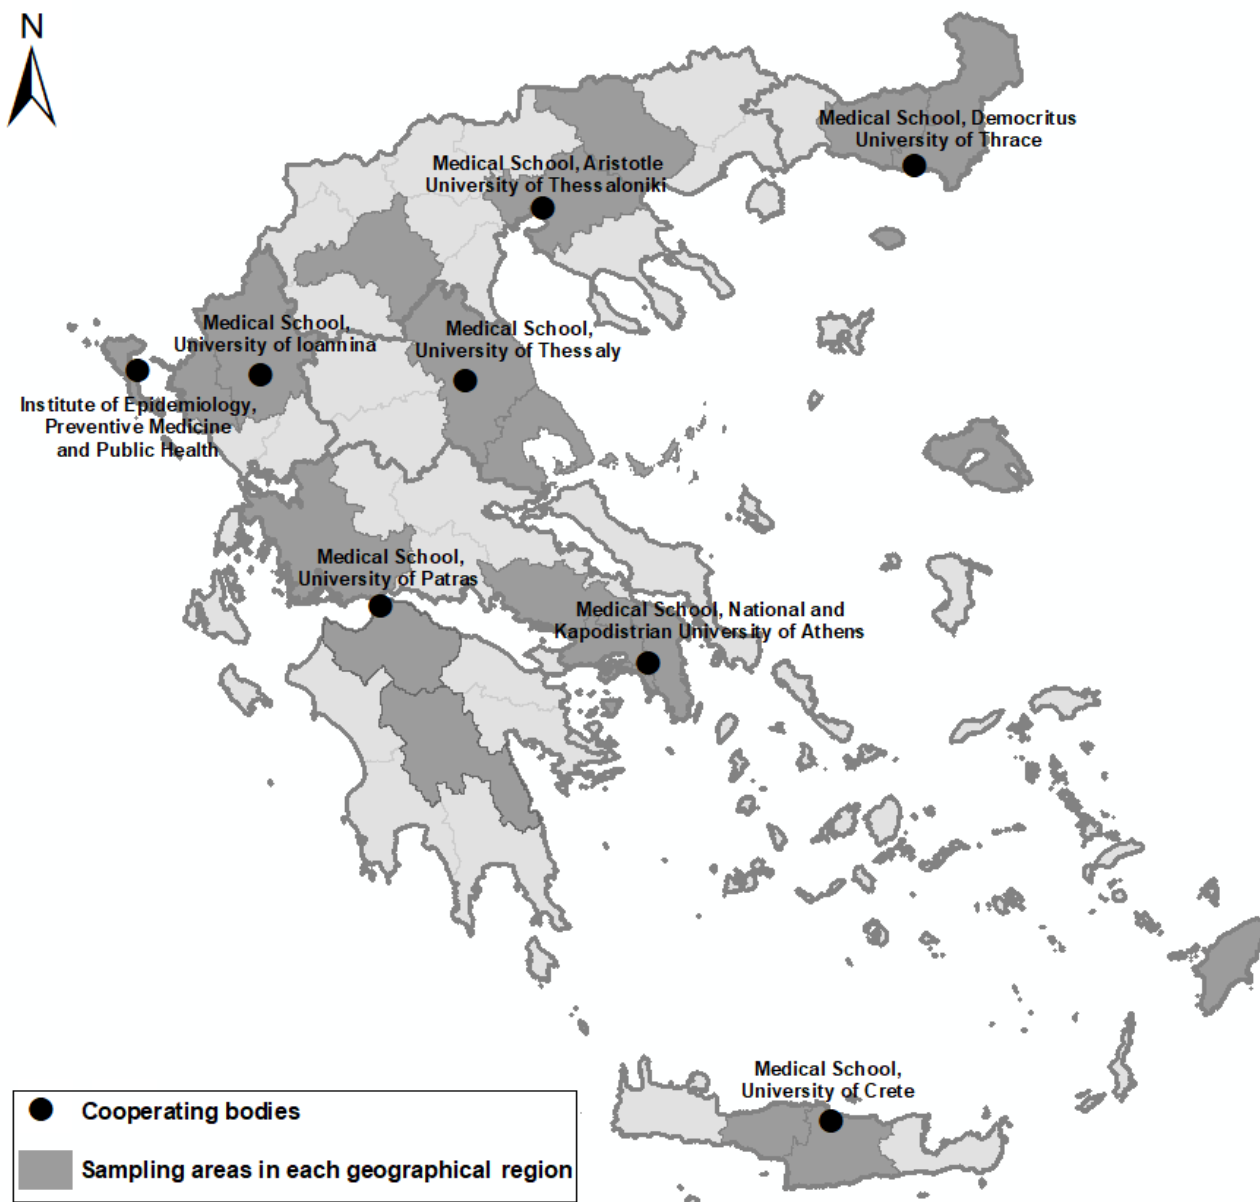 N
Medical School, Democritus
University of Thrace
Medical School, Aristotle
University of Thessaloniki
Medical School,
University of Ioannina
Medical School,
University of Thessaly
Institute of Epidemiology,
Preventive Medicine
and Public Health
Medical School,
University of Patras
Medical School, National and
Kapodistrian University of Athens
Medical School,
University of Crete
Cooperating bodies
Sampling areas in each geographical region